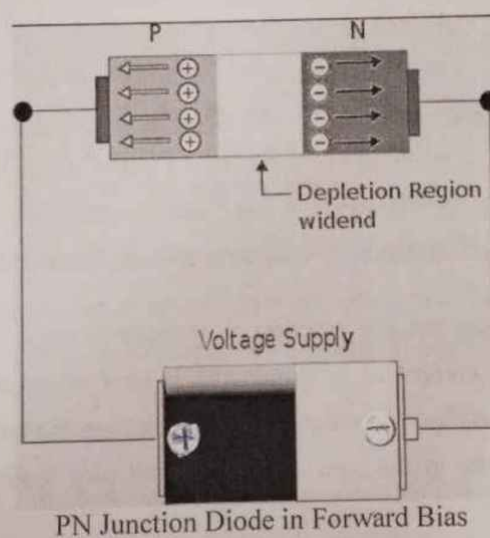 P N
⊕ ⊖
⊕ ⊖
⊕ ⊖
⊕ ⊖
Depletion Region
widend
Voltage Supply
+ −
PN Junction Diode in Forward Bias